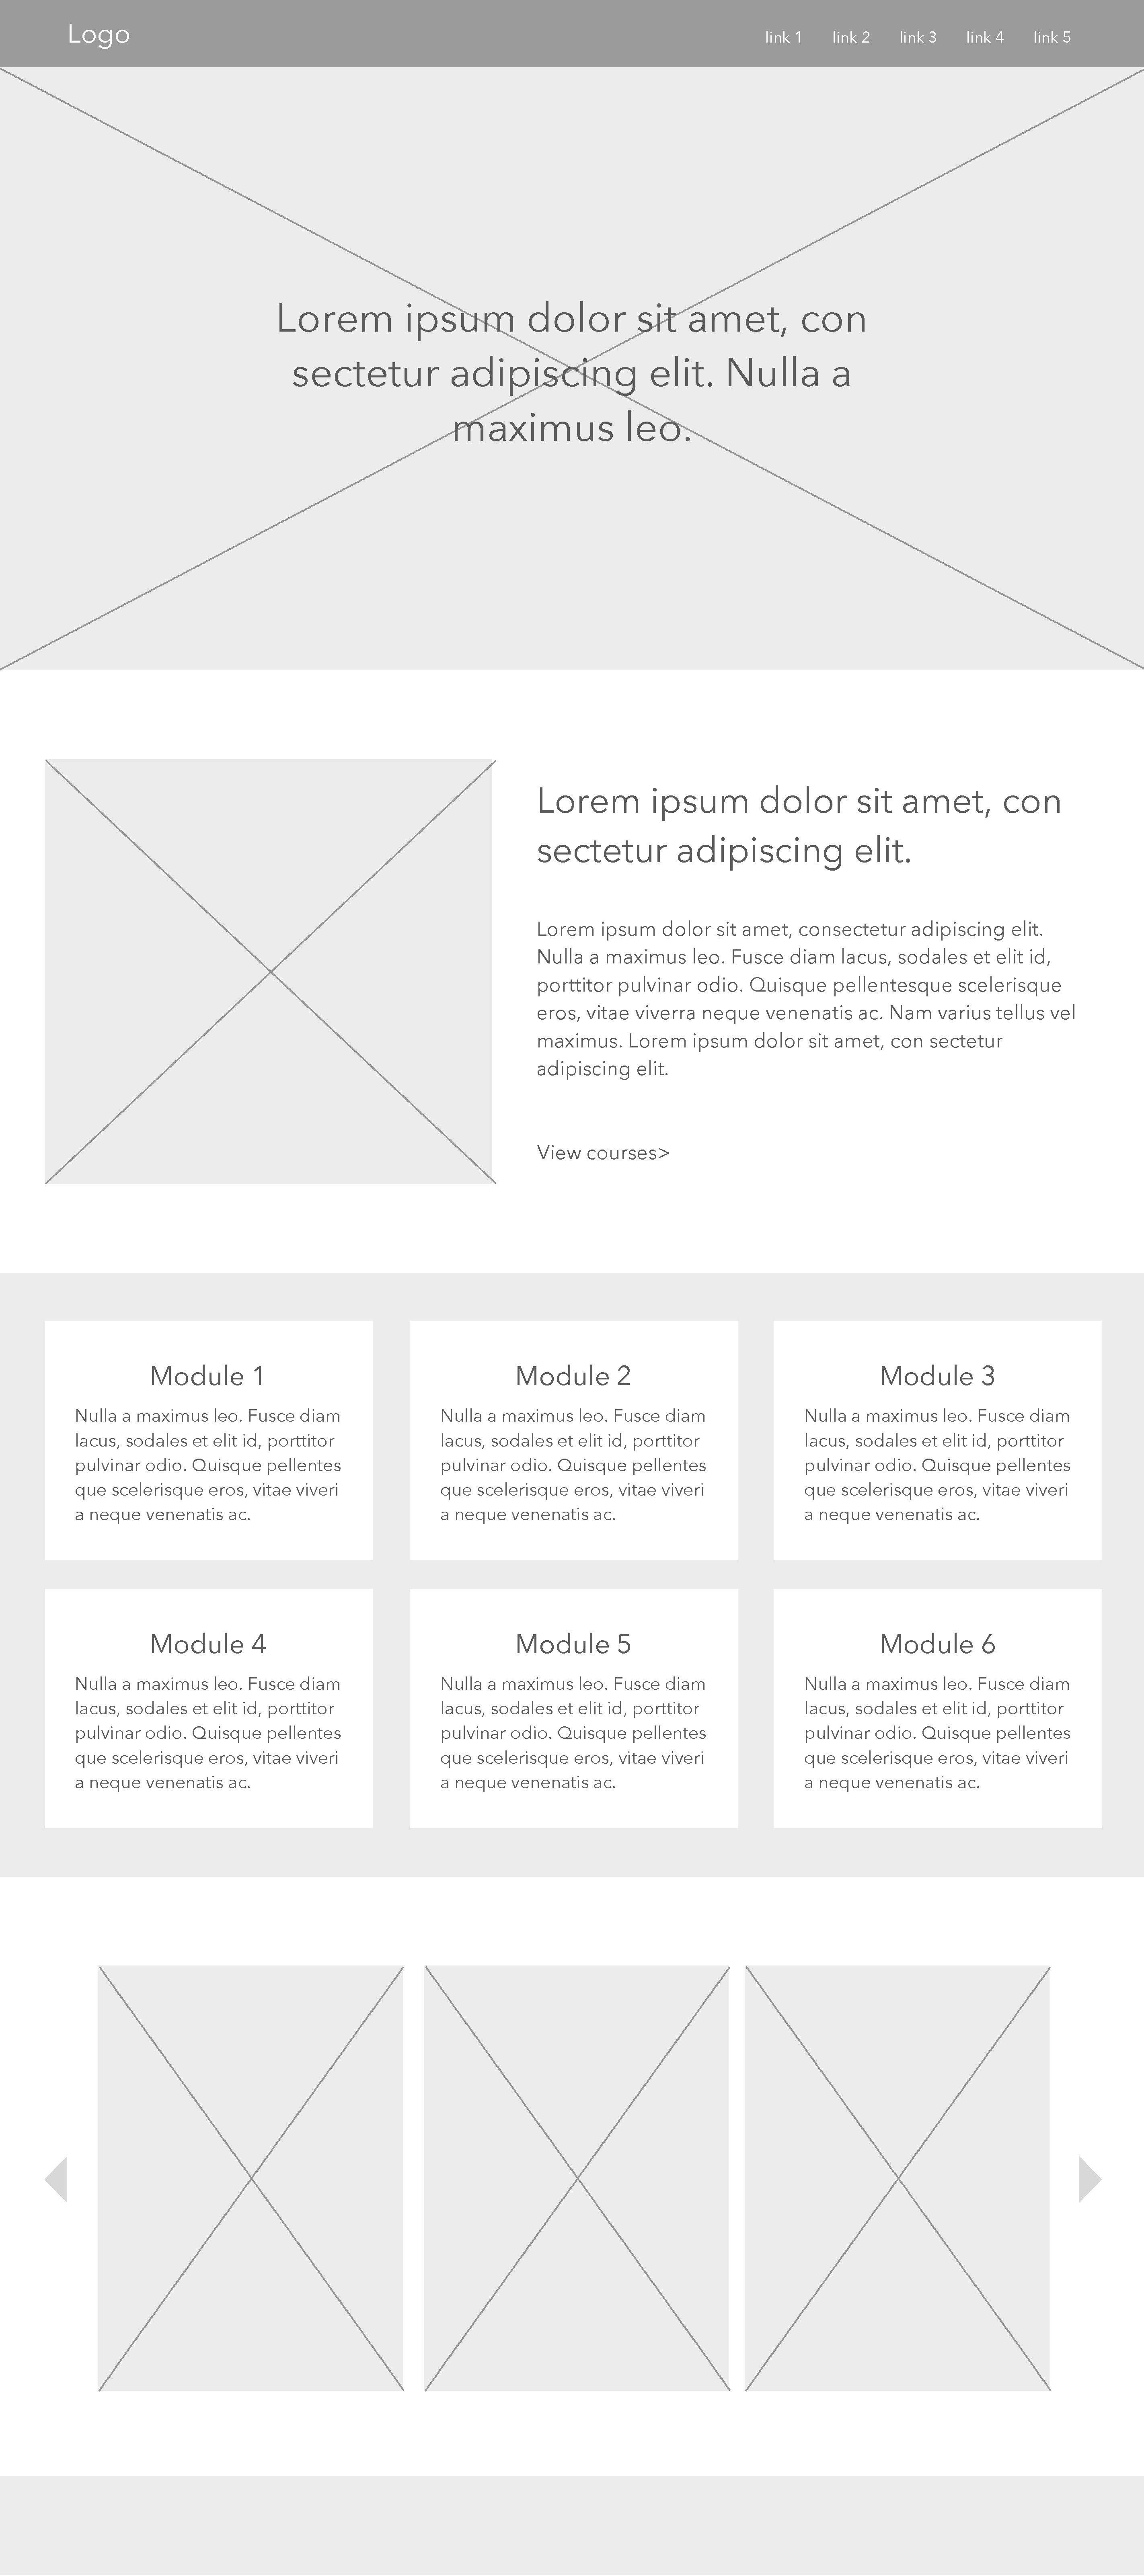 Logo
link 1 link 2 link 3 link 4 link 5
Lorem ipsum dolor sit amet, con
sectetur adipiscing elit. Nulla a
maximus leo.
Lorem ipsum dolor sit amet, con
sectetur adipiscing elit.
Lorem ipsum dolor sit amet, consectetur adipiscing elit.
Nulla a maximus leo. Fusce diam lacus, sodales et elit id,
porttitor pulvinar odio. Quisque pellentesque scelerisque
eros, vitae viverra neque venenatis ac. Nam varius tellus vel
maximus. Lorem ipsum dolor sit amet, con sectetur
adipiscing elit.
View courses>
Module 1
Nulla a maximus leo. Fusce diam
lacus, sodales et elit id, porttitor
pulvinar odio. Quisque pellentes
que scelerisque eros, vitae viveri
a neque venenatis ac.
Module 2
Nulla a maximus leo. Fusce diam
lacus, sodales et elit id, porttitor
pulvinar odio. Quisque pellentes
que scelerisque eros, vitae viveri
a neque venenatis ac.
Module 3
Nulla a maximus leo. Fusce diam
lacus, sodales et elit id, porttitor
pulvinar odio. Quisque pellentes
que scelerisque eros, vitae viveri
a neque venenatis ac.
Module 4
Nulla a maximus leo. Fusce diam
lacus, sodales et elit id, porttitor
pulvinar odio. Quisque pellentes
que scelerisque eros, vitae viveri
a neque venenatis ac.
Module 5
Nulla a maximus leo. Fusce diam
lacus, sodales et elit id, porttitor
pulvinar odio. Quisque pellentes
que scelerisque eros, vitae viveri
a neque venenatis ac.
Module 6
Nulla a maximus leo. Fusce diam
lacus, sodales et elit id, porttitor
pulvinar odio. Quisque pellentes
que scelerisque eros, vitae viveri
a neque venenatis ac.